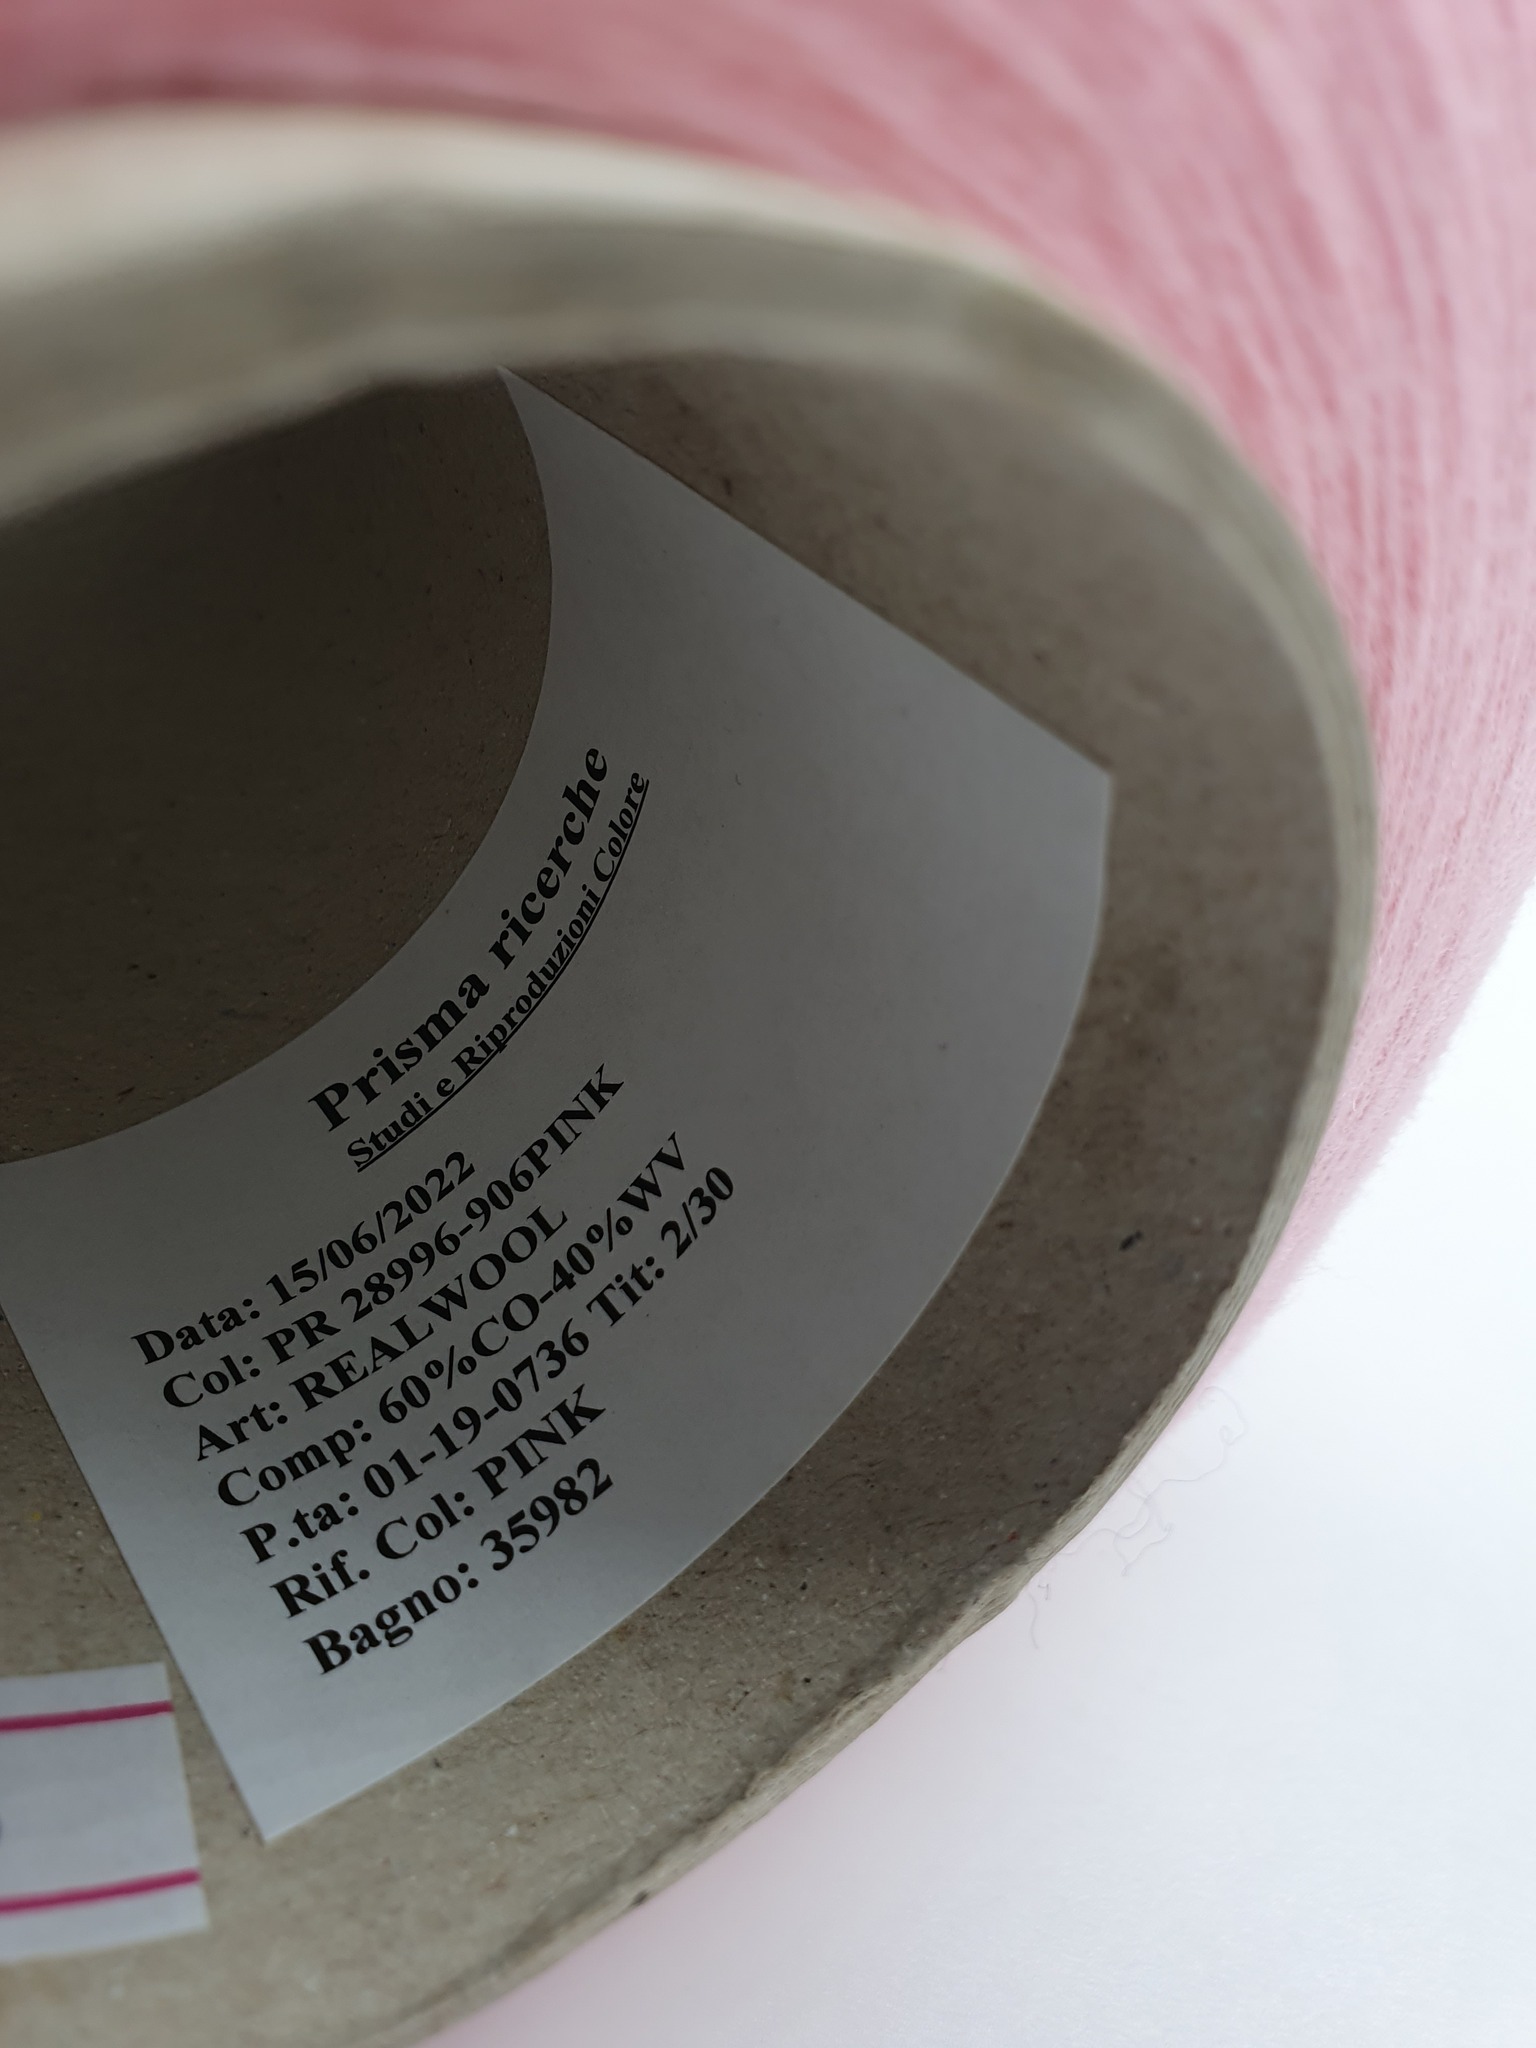 Prisma ricerche
Studi e Riproduzioni Colore
Data: 15/06/2022
Col: PR 28996-906PINK
Art: REALWOOL
Comp: 60%CO-40%WV
P.ta: 01-19-0736 Tit: 2/30
Rif. Col: PINK
Bagno: 35982